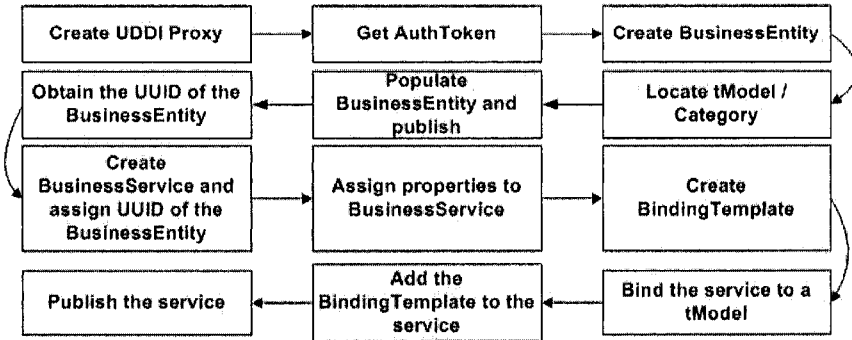 Create UDDI Proxy
Get AuthToken
Create BusinessEntity
Locate tModel /
Category
Populate
BusinessEntity and
publish
Obtain the UUID of the
BusinessEntity
Create
BusinessService and
assign UUID of the
BusinessEntity
Assign properties to
BusinessService
Create
BindingTemplate
Bind the service to a
tModel
Add the
BindingTemplate to the
service
Publish the service